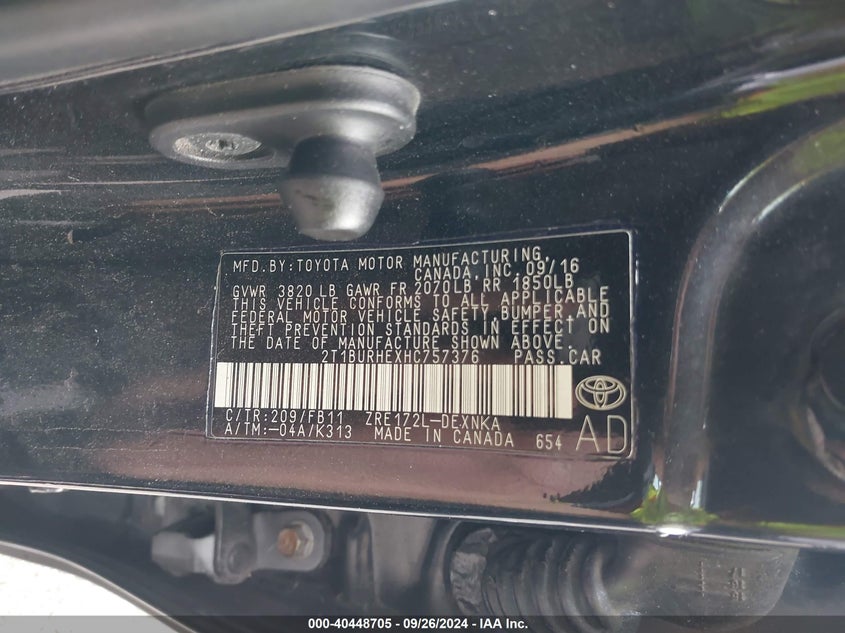 MFD.BY:TOYOTA MOTOR MANUFACTURING,
CANADA,INC. 09/16
GVWR 3820 LB GAWR FR 2070LB RR 1850LB
THIS VEHICLE CONFORMS TO ALL APPLICABLE
FEDERAL MOTOR VEHICLE SAFETY,BUMPER,AND
THEFT PREVENTION STANDARDS IN EFFECT ON
THE DATE OF MANUFACTURE SHOWN ABOVE.
2T1BURHEXHC757376 PASS.CAR
C/TR:209/FB11 ZRE172L-DEXNKA
A/TM:-04A/K313 MADE IN CANADA 654
AD
000-40448705 - 09/26/2024 - IAA Inc.